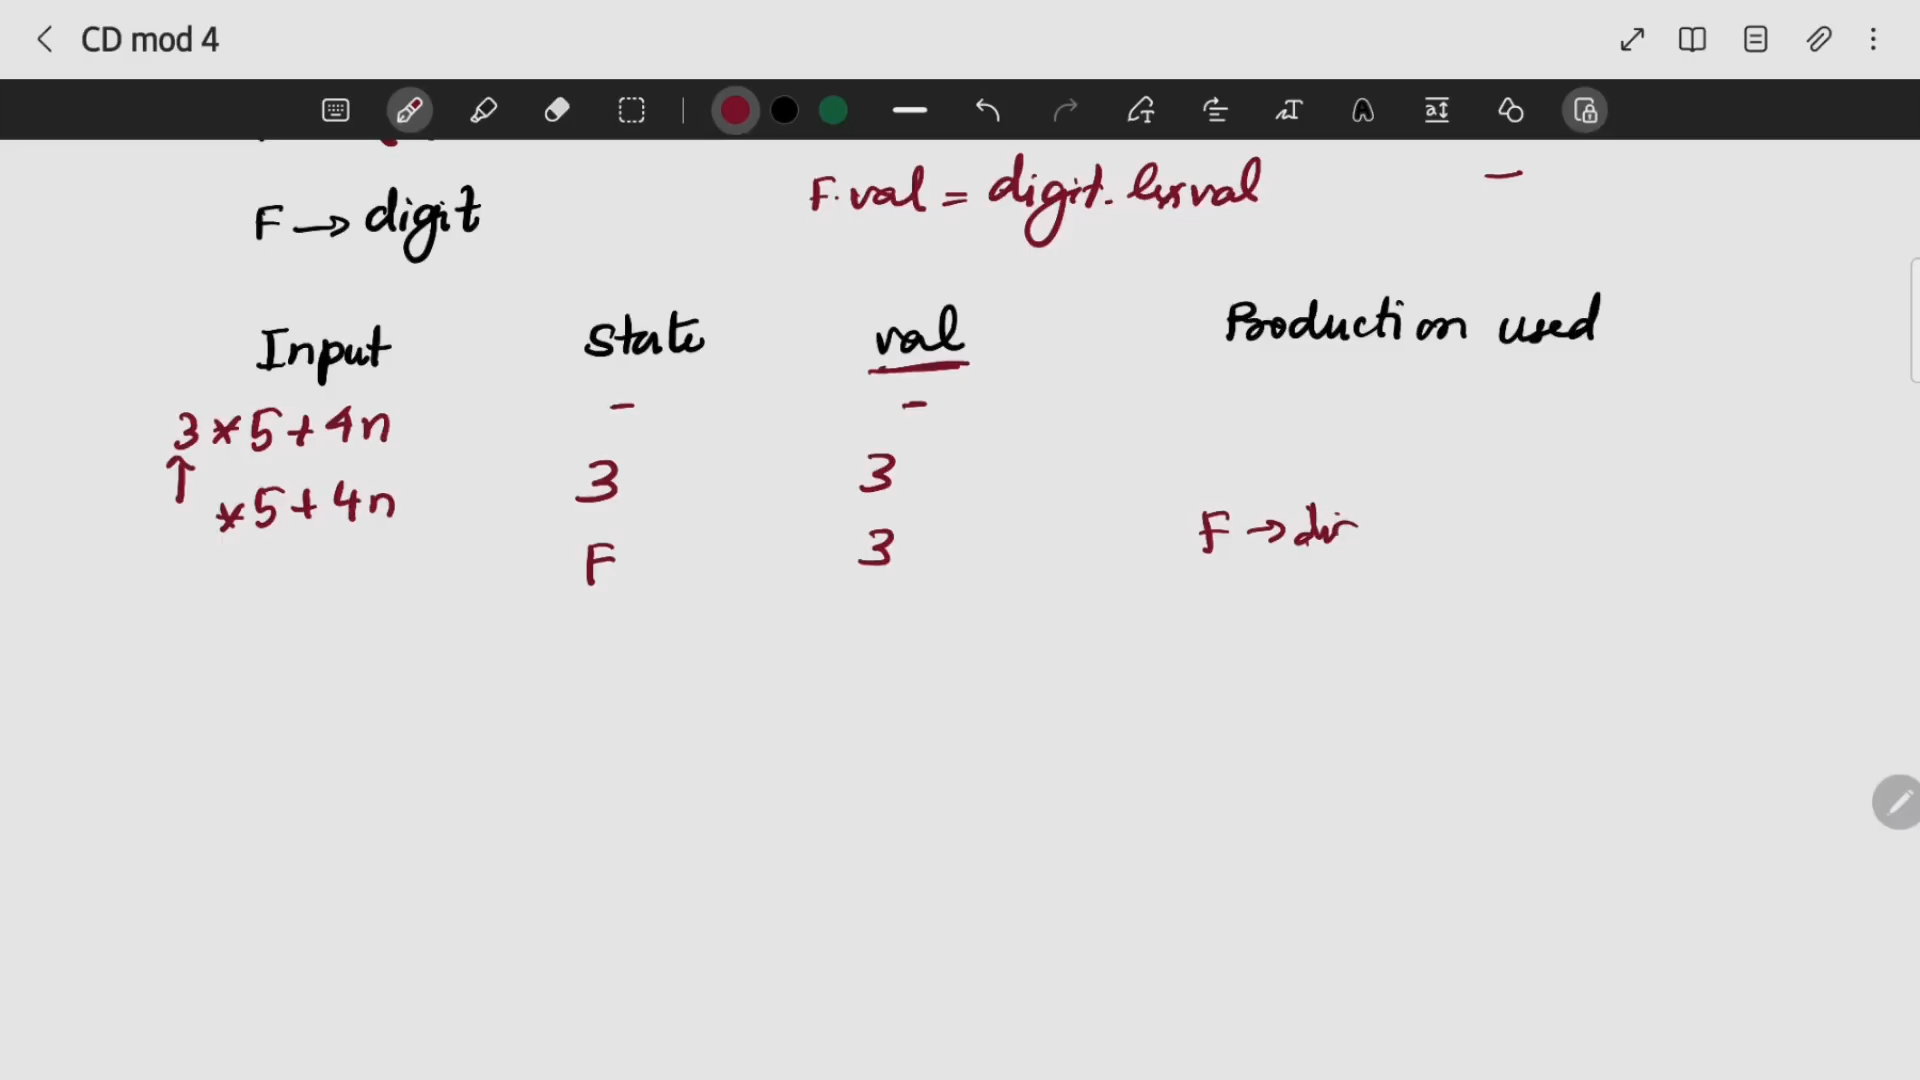 CD mod 4
F → digit
F.val = digit.lexval
Input state val Production used
3 * 5 + 4n - -
* 5 + 4n 3 3
F 3 F → di